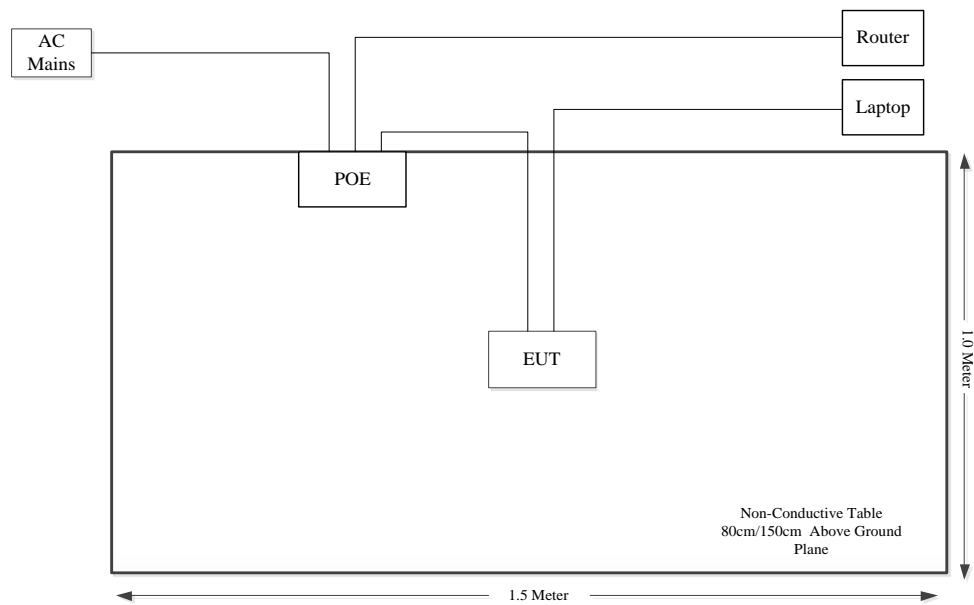 AC
Mains
Router
Laptop
POE
EUT
1.0 Meter
Non-Conductive Table
80cm/150cm Above Ground
Plane
1.5 Meter